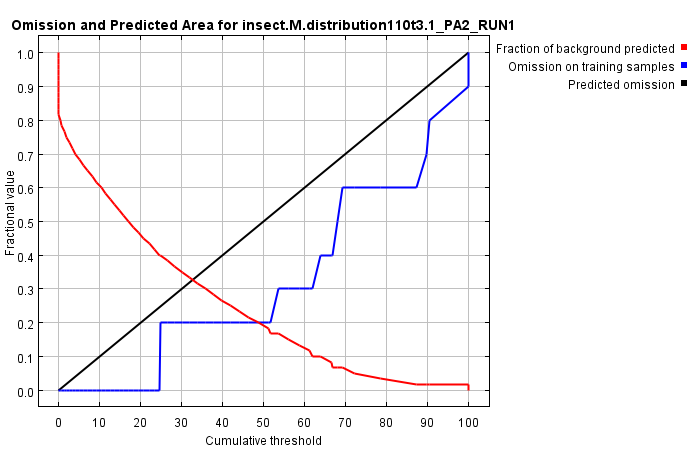 Omission and Predicted Area for insect.M.distribution110t3.1_PA2_RUN1
Fraction of background predicted
Omission on training samples
Predicted omission
Fractional value
1.0
0.9
0.8
0.7
0.6
0.5
0.4
0.3
0.2
0.1
0.0
0 10 20 30 40 50 60 70 80 90 100
Cumulative threshold